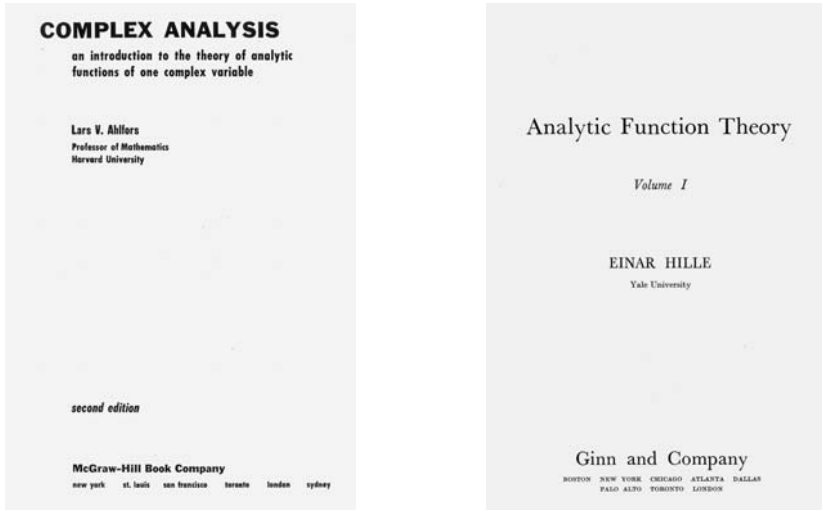 COMPLEX ANALYSIS
an introduction to the theory of analytic
functions of one complex variable
Lars V. Ahlfors
Professor of Mathematics
Harvard University
second edition
McGraw-Hill Book Company
new york st. louis san francisco toronto london sydney
Analytic Function Theory
Volume I
EINAR HILLE
Yale University
Ginn and Company
BOSTON NEW YORK CHICAGO ATLANTA DALLAS
PALO ALTO TORONTO LONDON